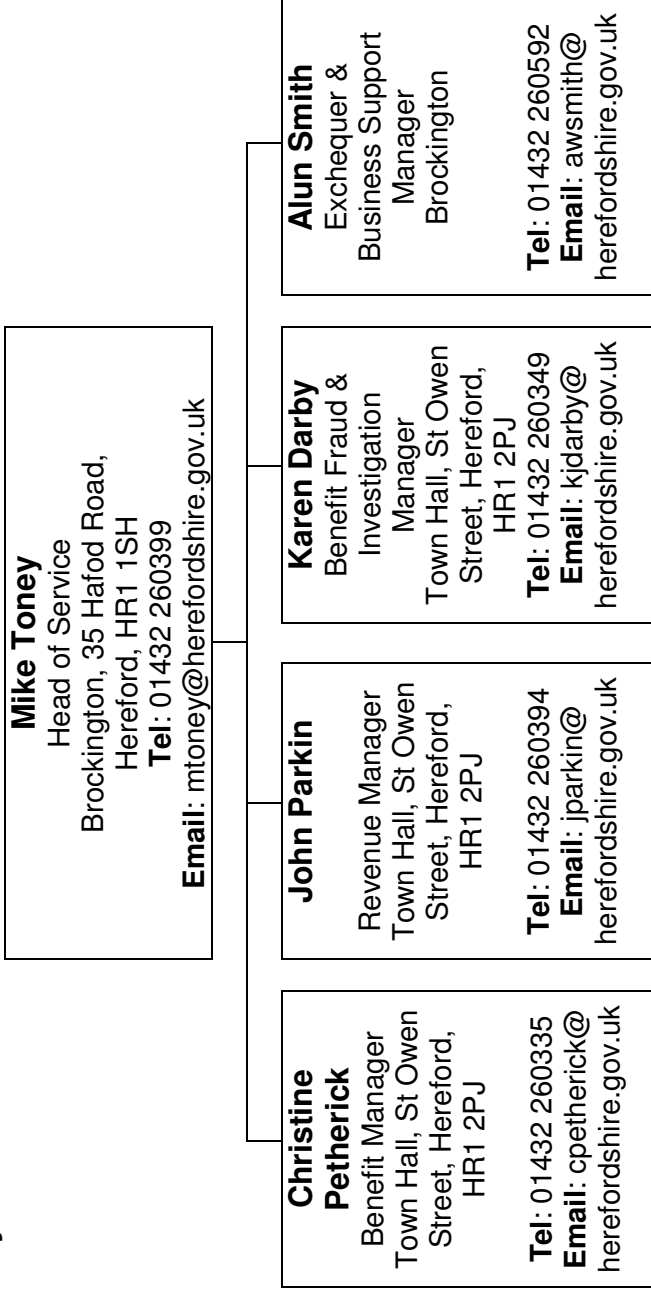 Mike Toney
Head of Service
Brockington, 35 Hafod Road,
Hereford, HR1 1SH
Tel: 01432 260399
Email: mtoney@herefordshire.gov.uk
Christine
Petherick
Benefit Manager
Town Hall, St Owen
Street, Hereford,
HR1 2PJ
Tel: 01432 260335
Email: cpetherick@
herefordshire.gov.uk
John Parkin
Revenue Manager
Town Hall, St Owen
Street, Hereford,
HR1 2PJ
Tel: 01432 260394
Email: jparkin@
herefordshire.gov.uk
Karen Darby
Benefit Fraud &
Investigation
Manager
Town Hall, St Owen
Street, Hereford,
HR1 2PJ
Tel: 01432 260349
Email: kjdarby@
herefordshire.gov.uk
Alun Smith
Exchequer &
Business Support
Manager
Brockington
Tel: 01432 260592
Email: awsmith@
herefordshire.gov.uk